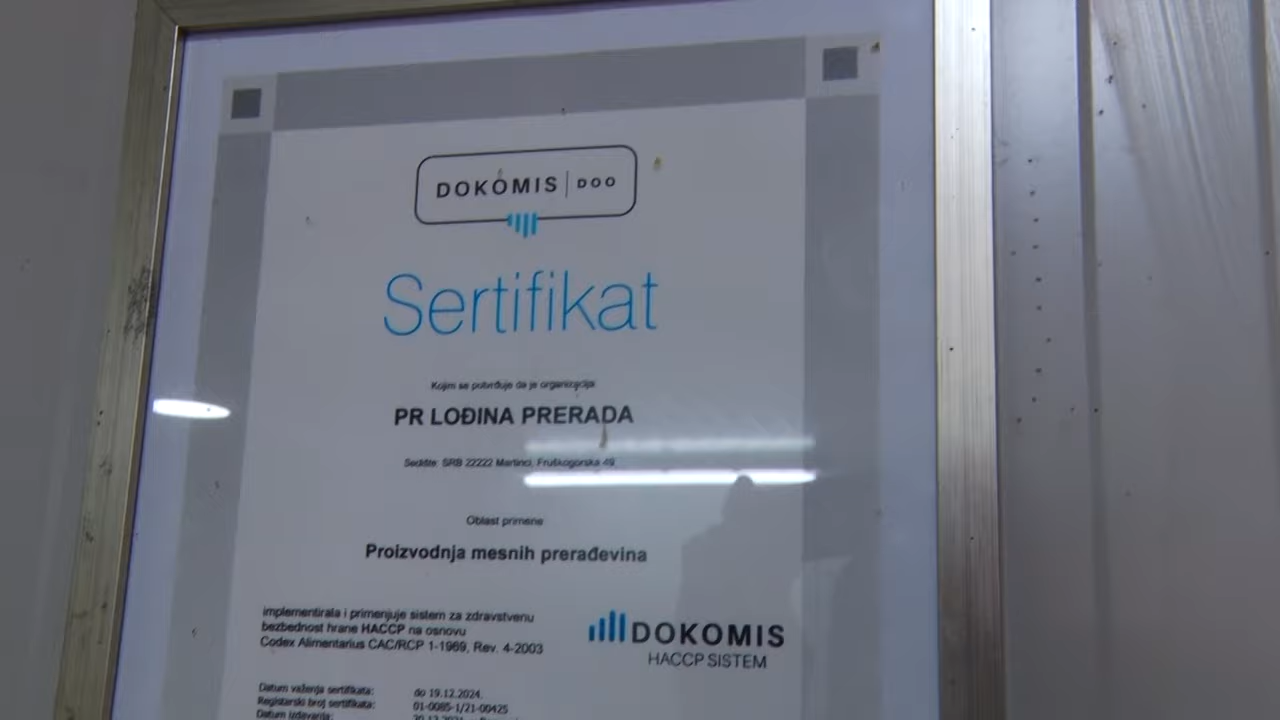 DOKOMIS DOO
Sertifikat
Kojim se potvrđuje da je organizacija
PR LOĐINA PRERADA
Sedište: SRB 22222 Martinci, Fruškogorska 49
Oblast primene
Proizvodnja mesnih prerađevina
implementirala i primenjuje sistem za zdravstvenu
bezbednost hrane HACCP na osnovu
Codex Alimentarius CAC/RCP 1-1969, Rev. 4-2003
DOKOMIS
HACCP SISTEM
Datum važenja sertifikata: do 19.12.2024.
Registarski broj sertifikata: 01-0085-1/21-00425
Datum izdavanja: